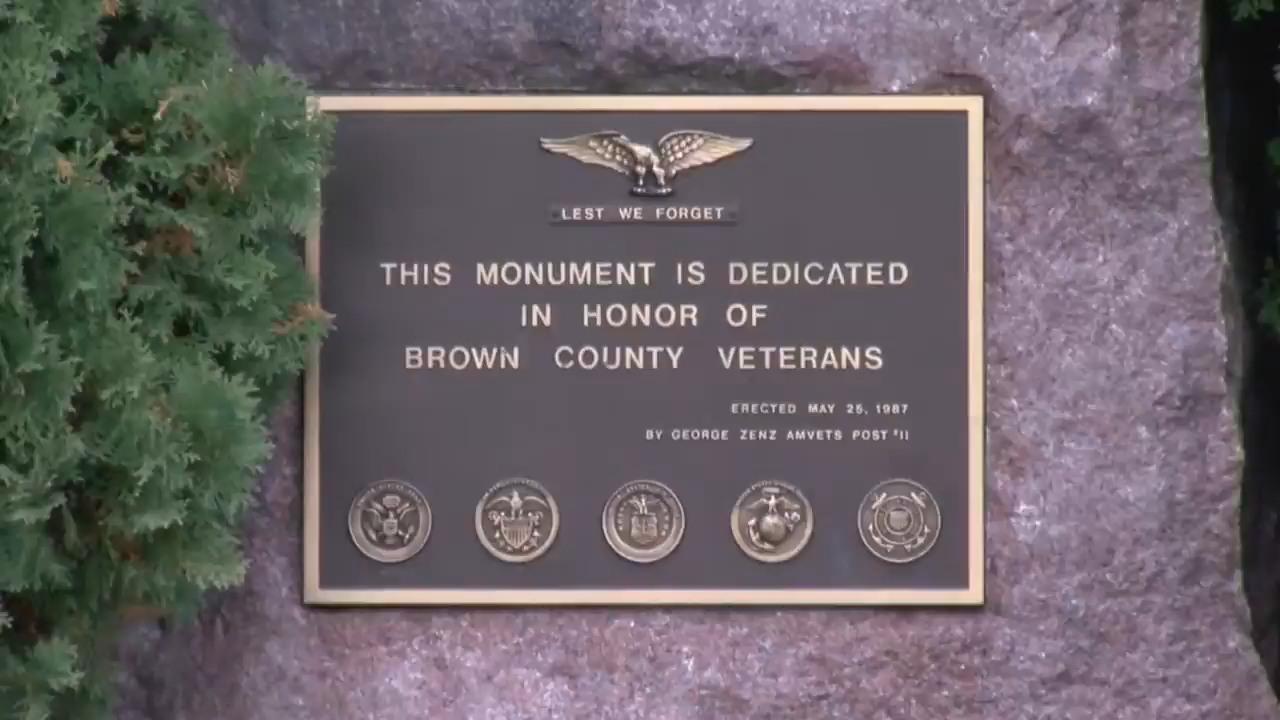 LEST WE FORGET
THIS MONUMENT IS DEDICATED
IN HONOR OF
BROWN COUNTY VETERANS
ERECTED MAY 25, 1987
BY GEORGE ZENZ AMVETS POST #11